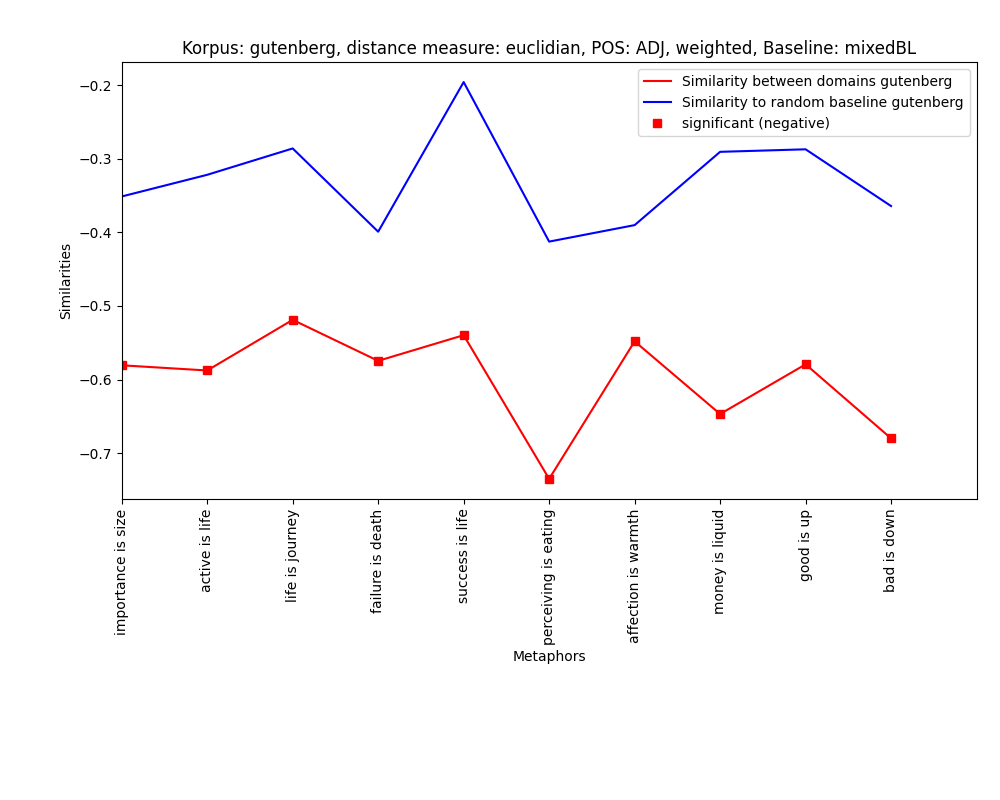 Korpus: gutenberg, distance measure: euclidian, POS: ADJ, weighted, Baseline: mixedBL
Similarity between domains gutenberg
Similarity to random baseline gutenberg
significant (negative)
Similarities
−0.2
−0.3
−0.4
−0.5
−0.6
−0.7
importance is size
active is life
life is journey
failure is death
success is life
perceiving is eating
affection is warmth
money is liquid
good is up
bad is down
Metaphors